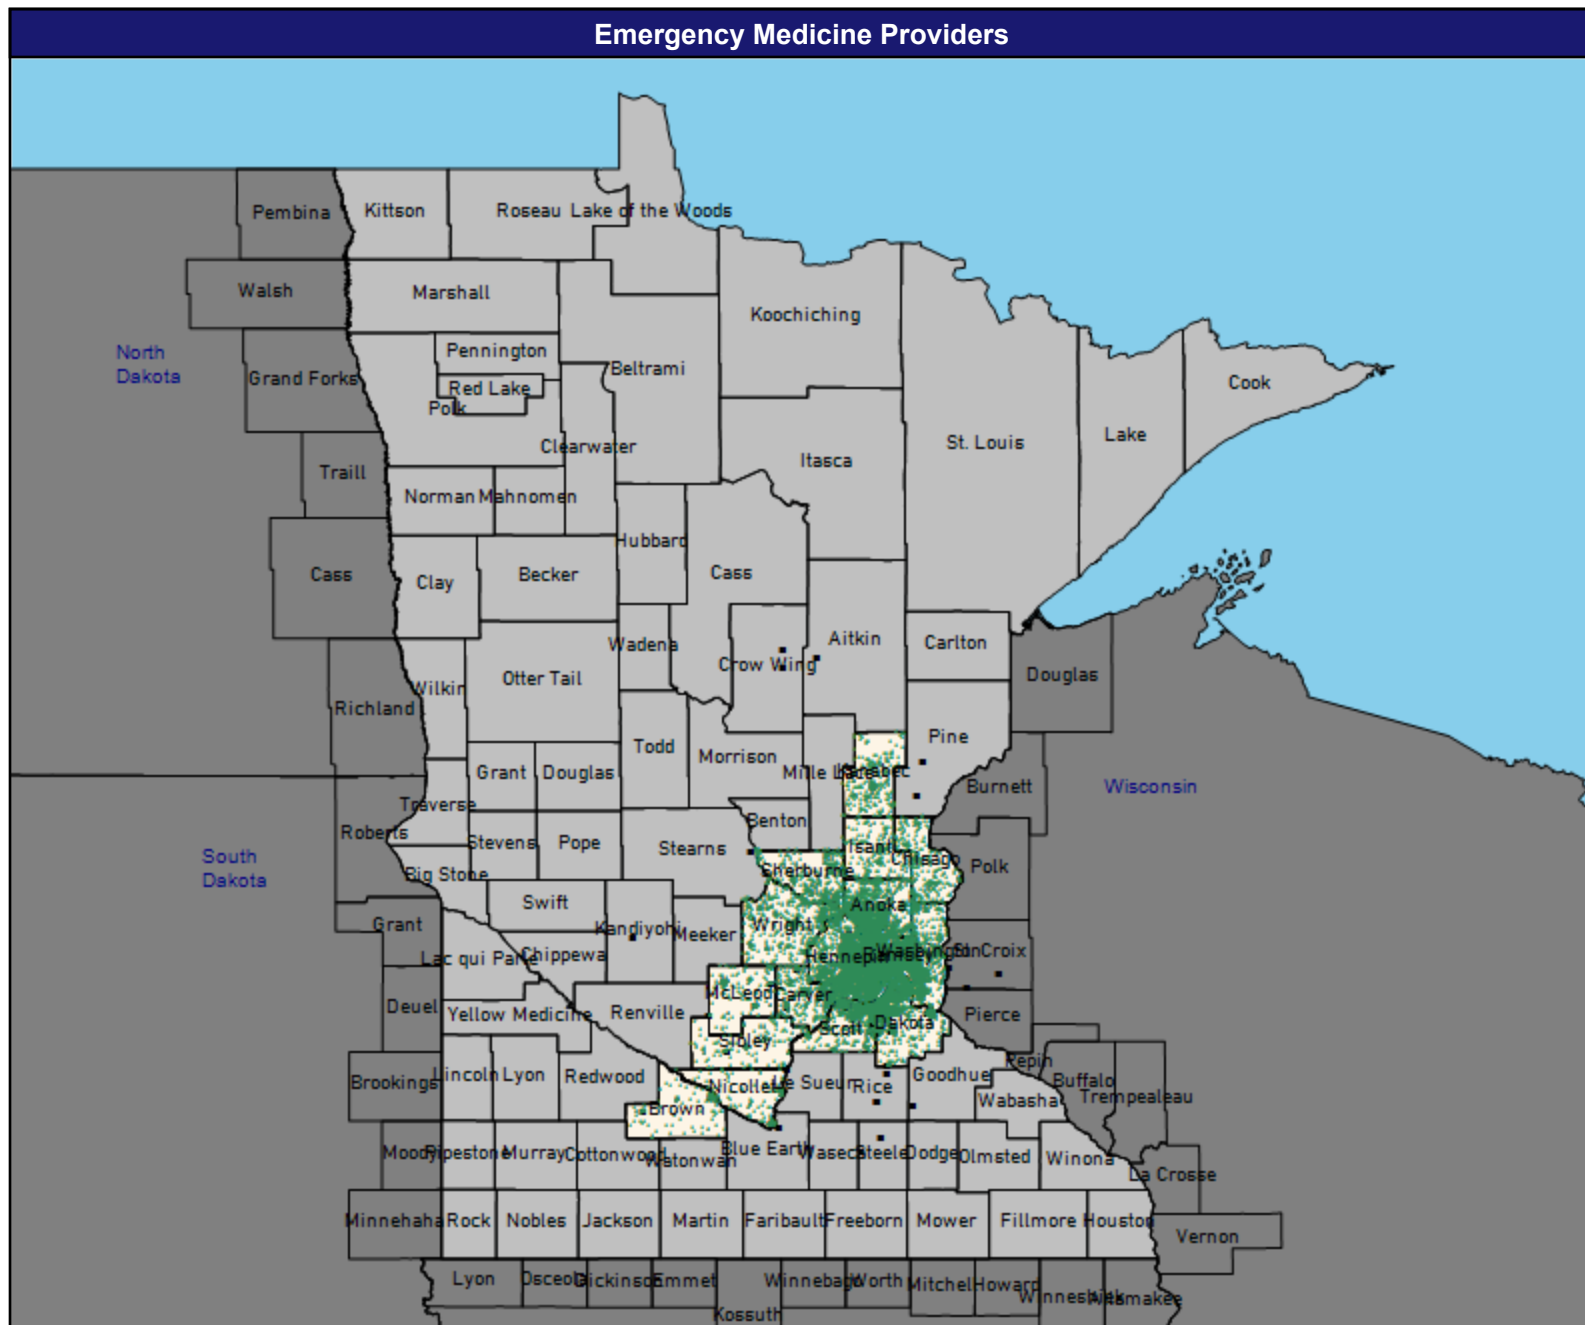 Emergency Medicine Providers
Pembina
Kittson
Roseau
Lake of the Woods
Walsh
Marshall
Koochiching
North
Dakota
Grand Forks
Pennington
Red Lake
Polk
Beltrami
Cook
Clearwater
Itasca
St. Louis
Lake
Traill
Norman
Mahnomen
Hubbard
Cass
Clay
Becker
Cass
Wadena
Crow Wing
Aitkin
Carlton
Douglas
Richland
Wilkin
Otter Tail
Todd
Morrison
Pine
Grant
Douglas
Mille Lacs
Kanabec
Burnett
Wisconsin
Traverse
Roberts
Stevens
Pope
Stearns
Benton
Isanti
Chisago
Polk
South
Dakota
Big Stone
Sherburne
Swift
Anoka
Grant
Kandiyohi
Meeker
Wright
Lac qui Parle
Chippewa
Hennepin
Ramsey
Washington
St. Croix
Deuel
Yellow Medicine
Renville
McLeod
Carver
Scott
Dakota
Pierce
Sibley
Brookings
Lincoln
Lyon
Redwood
Nicollet
Le Sueur
Rice
Goodhue
Pepin
Buffalo
Trempealeau
Brown
Wabasha
Moody
Pipestone
Murray
Cottonwood
Watonwan
Blue Earth
Waseca
Steele
Dodge
Olmsted
Winona
La Crosse
Minnehaha
Rock
Nobles
Jackson
Martin
Faribault
Freeborn
Mower
Fillmore
Houston
Vernon
Lyon
Osceola
Dickinson
Emmet
Kossuth
Winnebago
Worth
Mitchell
Howard
Winneshiek
Allamakee